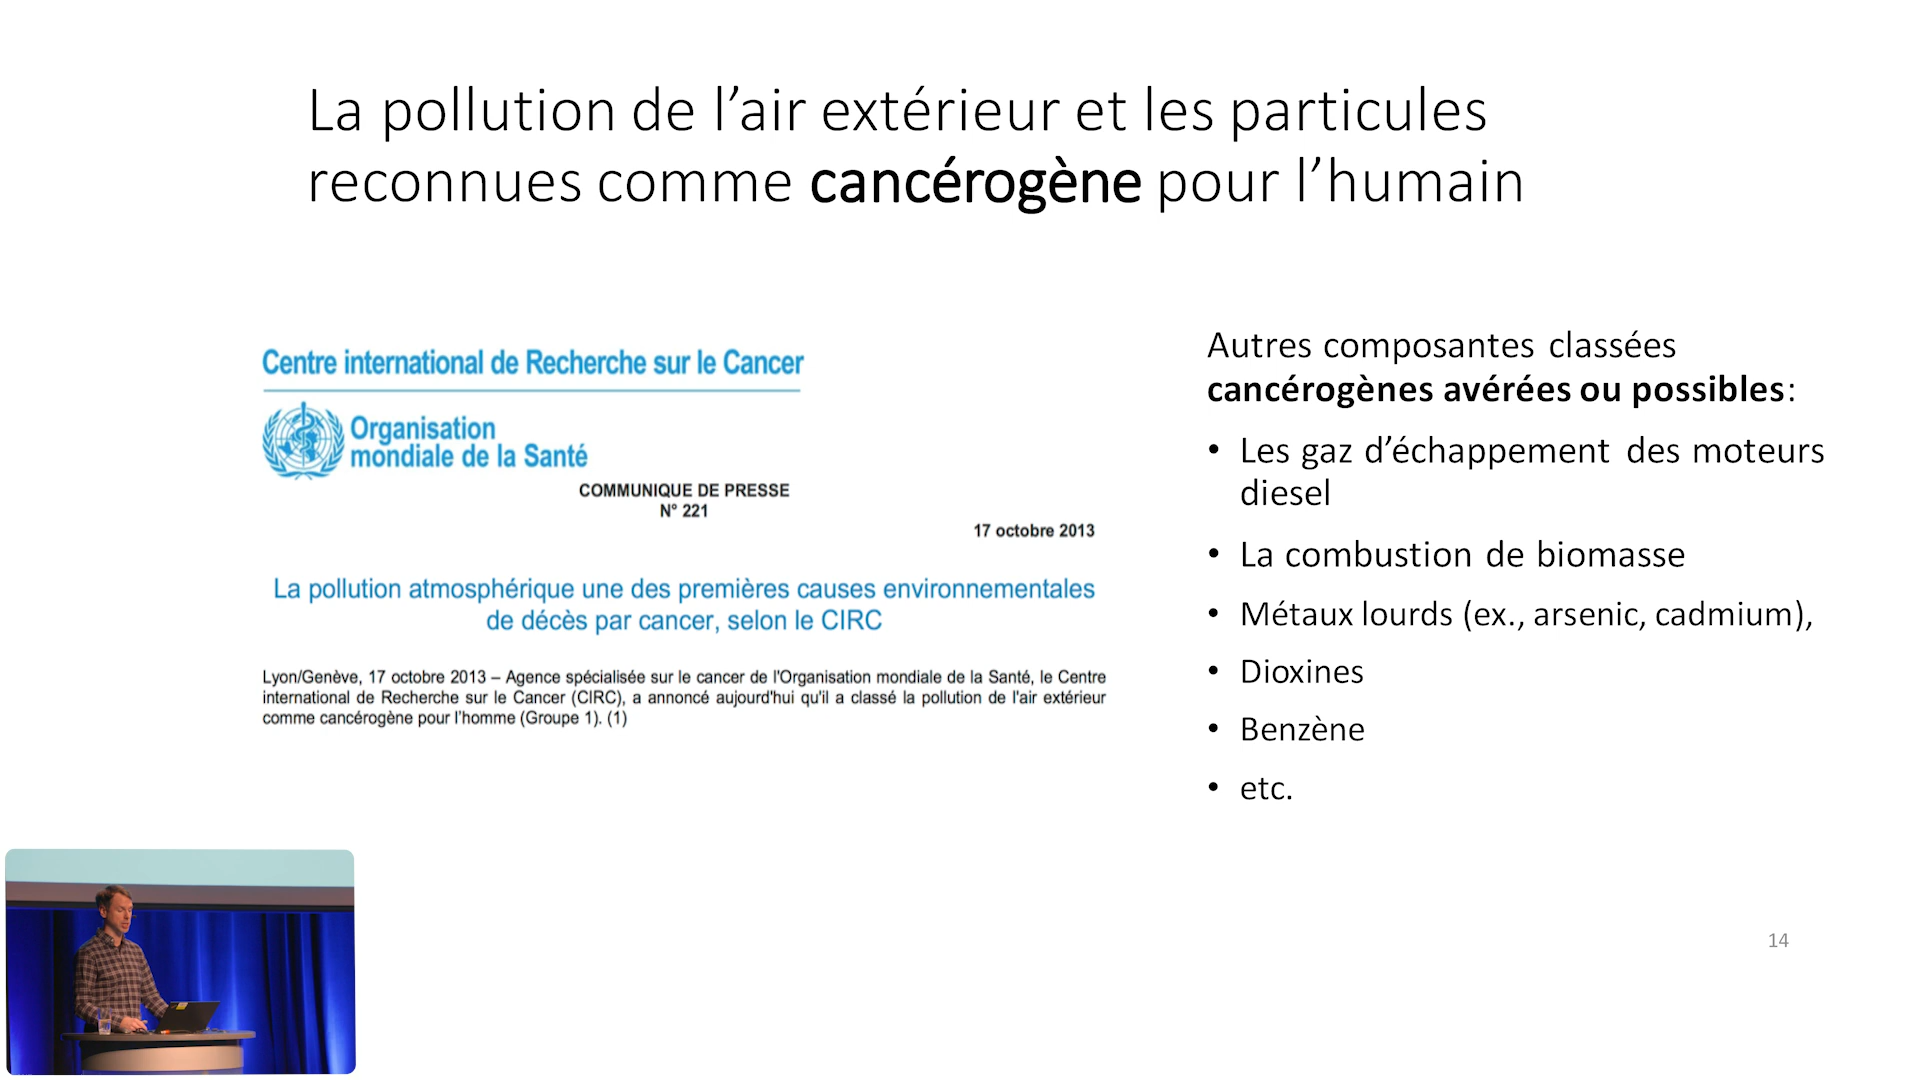 La pollution de l’air extérieur et les particules
reconnues comme cancérogène pour l’humain
Centre international de Recherche sur le Cancer
Organisation
mondiale de la Santé
COMMUNIQUE DE PRESSE
N° 221
17 octobre 2013
La pollution atmosphérique une des premières causes environnementales
de décès par cancer, selon le CIRC
Lyon/Genève, 17 octobre 2013 – Agence spécialisée sur le cancer de l'Organisation mondiale de la Santé, le Centre
international de Recherche sur le Cancer (CIRC), a annoncé aujourd'hui qu'il a classé la pollution de l'air extérieur
comme cancérogène pour l’homme (Groupe 1). (1)
Autres composantes classées
cancérogènes avérées ou possibles:
• Les gaz d’échappement des moteurs
diesel
• La combustion de biomasse
• Métaux lourds (ex., arsenic, cadmium),
• Dioxines
• Benzène
• etc.
14